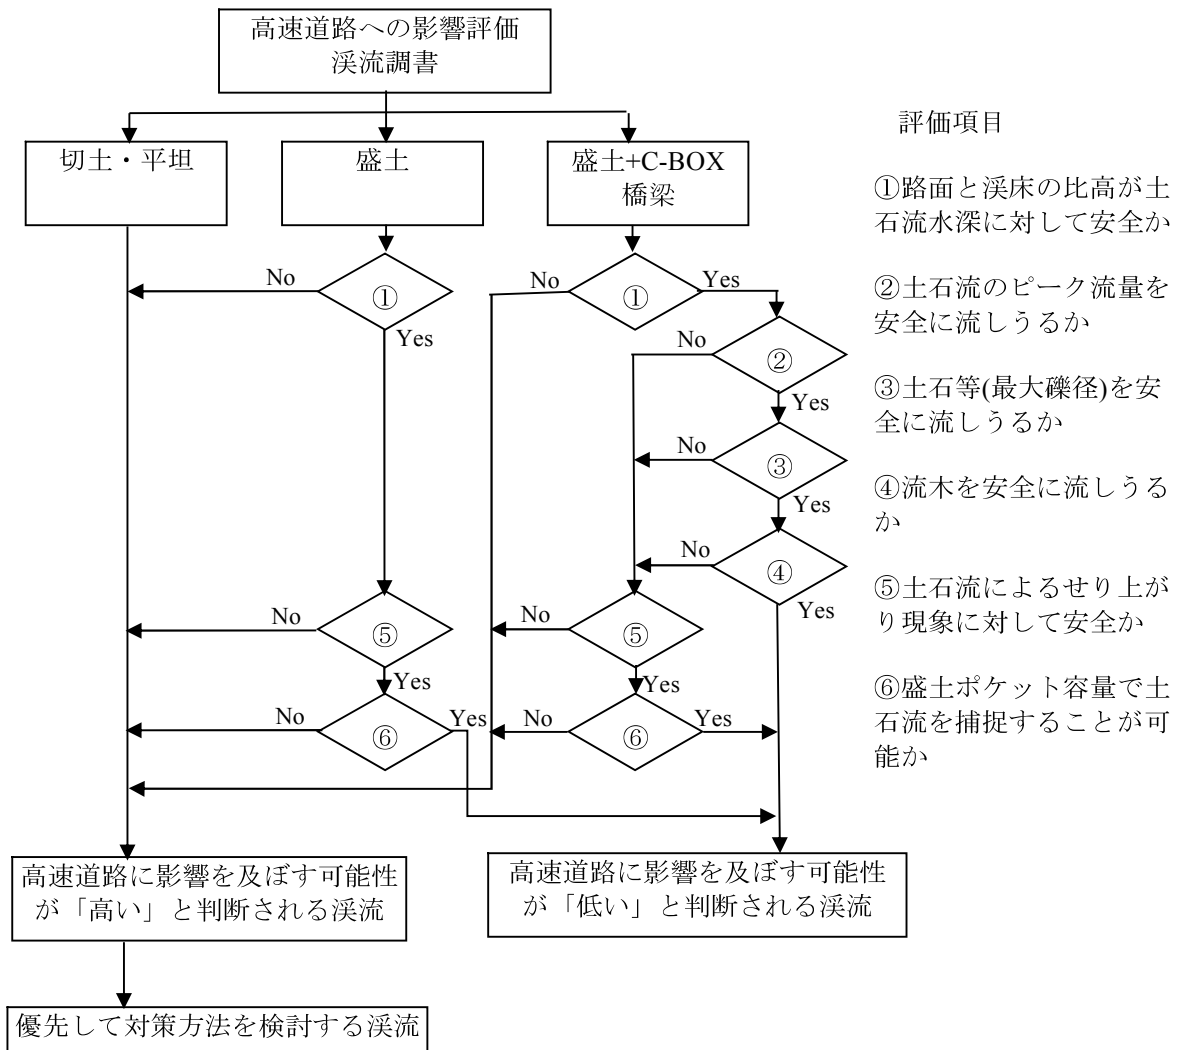 高速道路への影響評価
渓流調書
切土・平坦
盛土
盛土+C-BOX
橋梁
No
①
Yes
No
①
Yes
No
②
Yes
No
③
Yes
No
④
Yes
No
⑤
Yes
No
⑤
Yes
No
⑥
Yes
No
⑥
Yes
高速道路に影響を及ぼす可能性
が「高い」と判断される渓流
高速道路に影響を及ぼす可能性
が「低い」と判断される渓流
優先して対策方法を検討する渓流
評価項目
①路面と渓床の比高が土
石流水深に対して安全か
②土石流のピーク流量を
安全に流しうるか
③土石等(最大礫径)を安
全に流しうるか
④流木を安全に流しうる
か
⑤土石流によるせり上が
り現象に対して安全か
⑥盛土ポケット容量で土
石流を捕捉することが可
能か